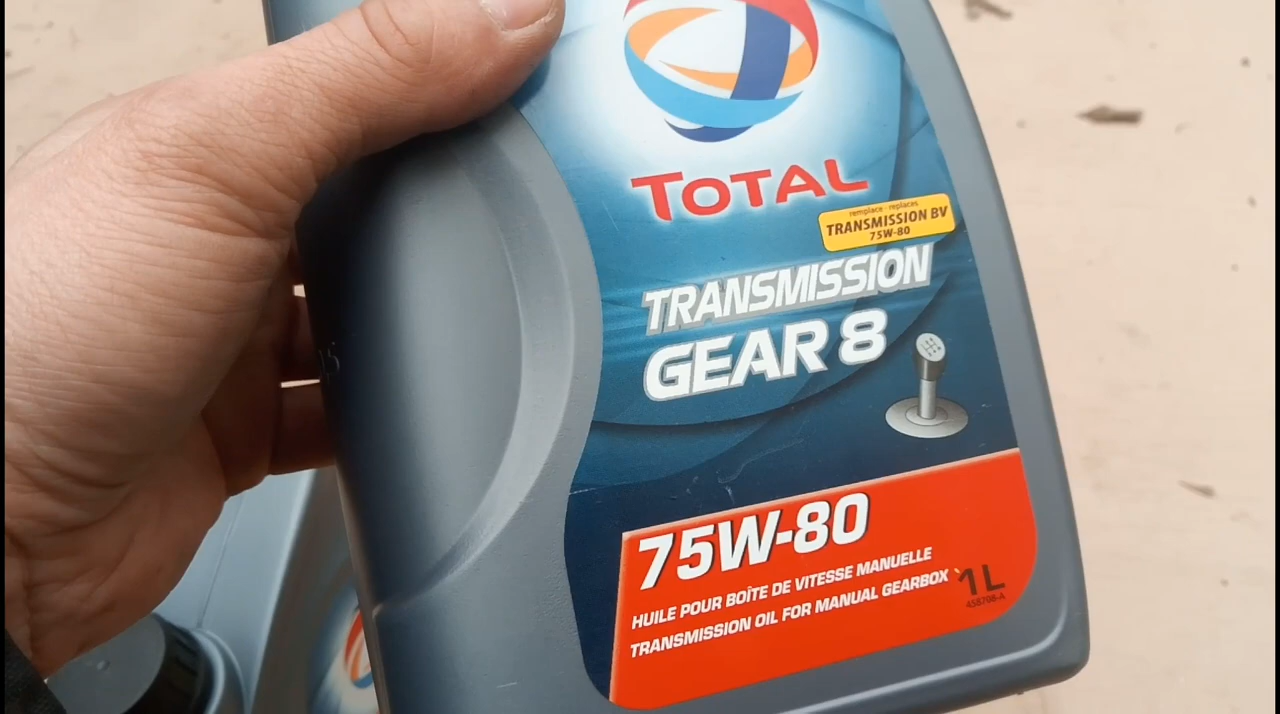 TOTAL
remplace - replaces
TRANSMISSION BV
75W-80
TRANSMISSION
GEAR 8
75W-80
HUILE POUR BOÎTE DE VITESSE MANUELLE
TRANSMISSION OIL FOR MANUAL GEARBOX
1L